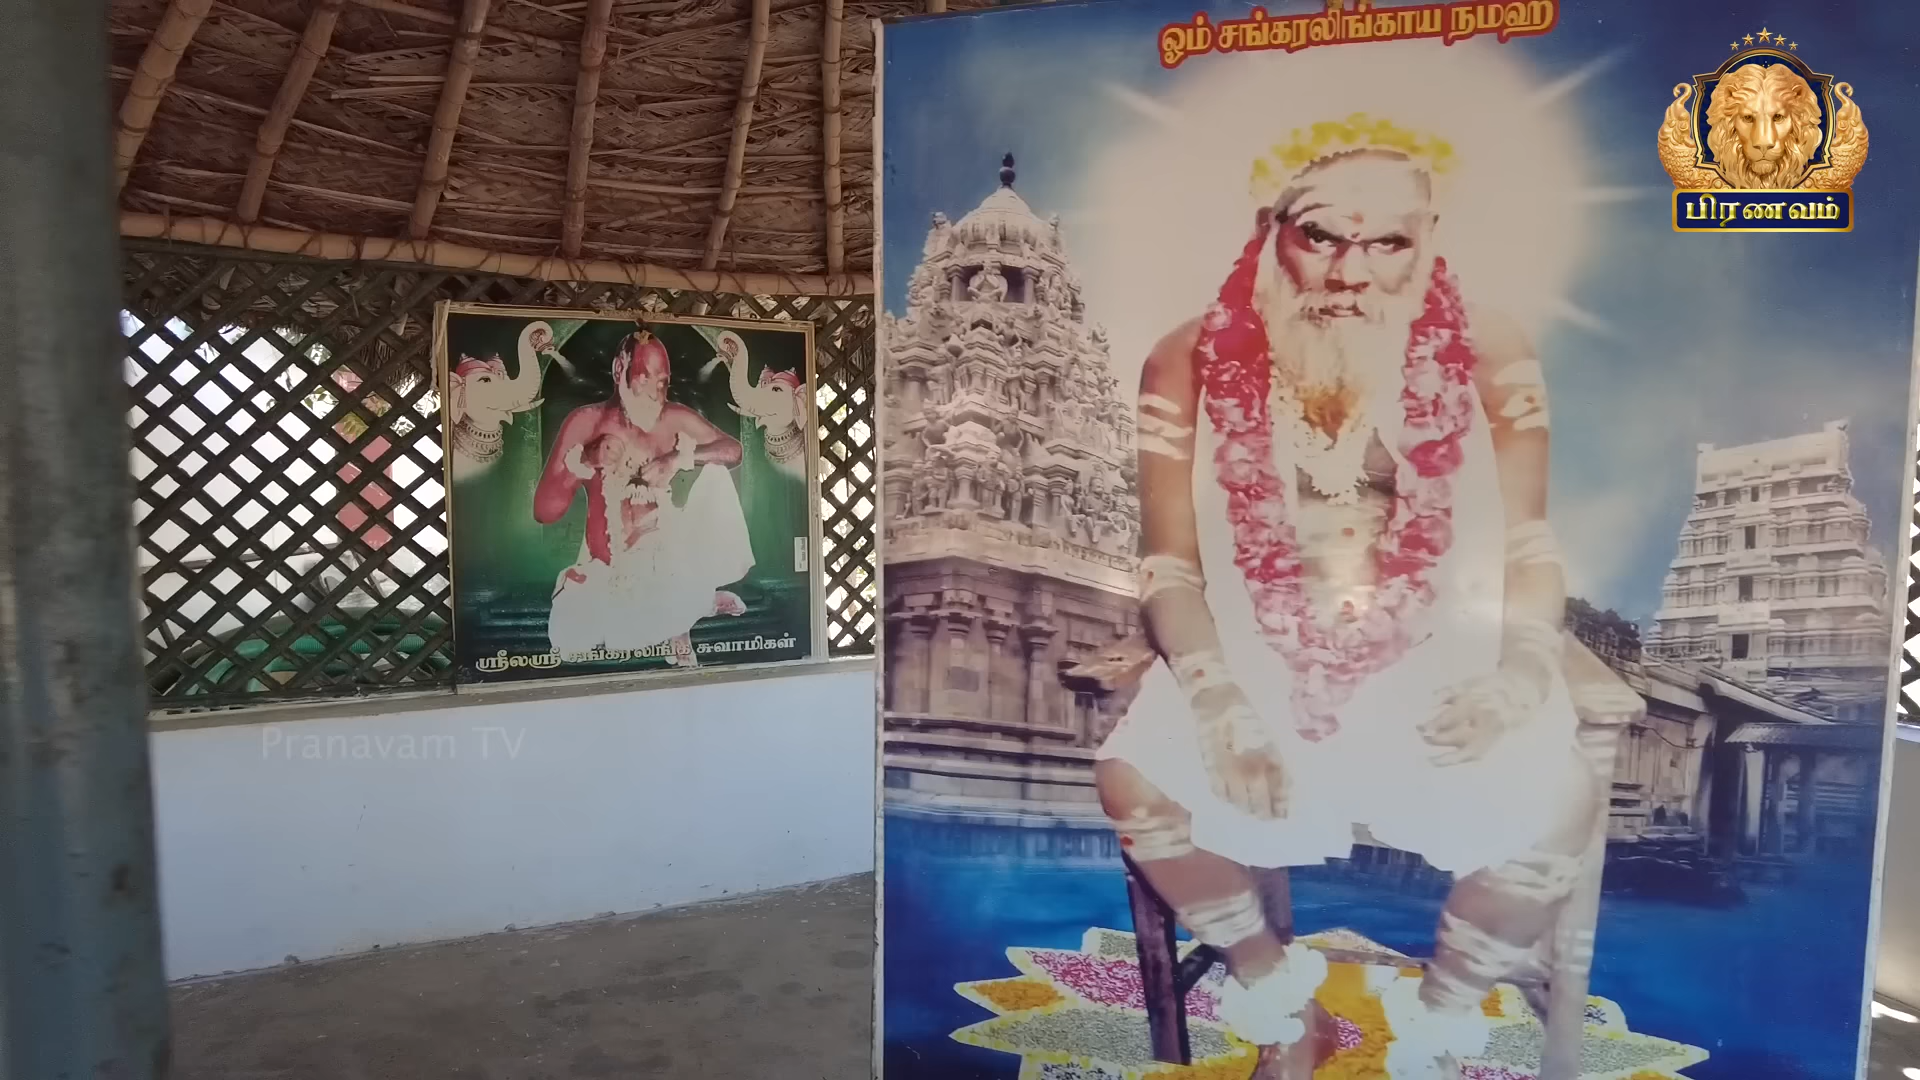 ஓம் சங்கரலிங்காய நமஹ
பிரணவம்
ஸ்ரீலஸ்ரீ சங்கரலிங்க சுவாமிகள்
Pranavam TV